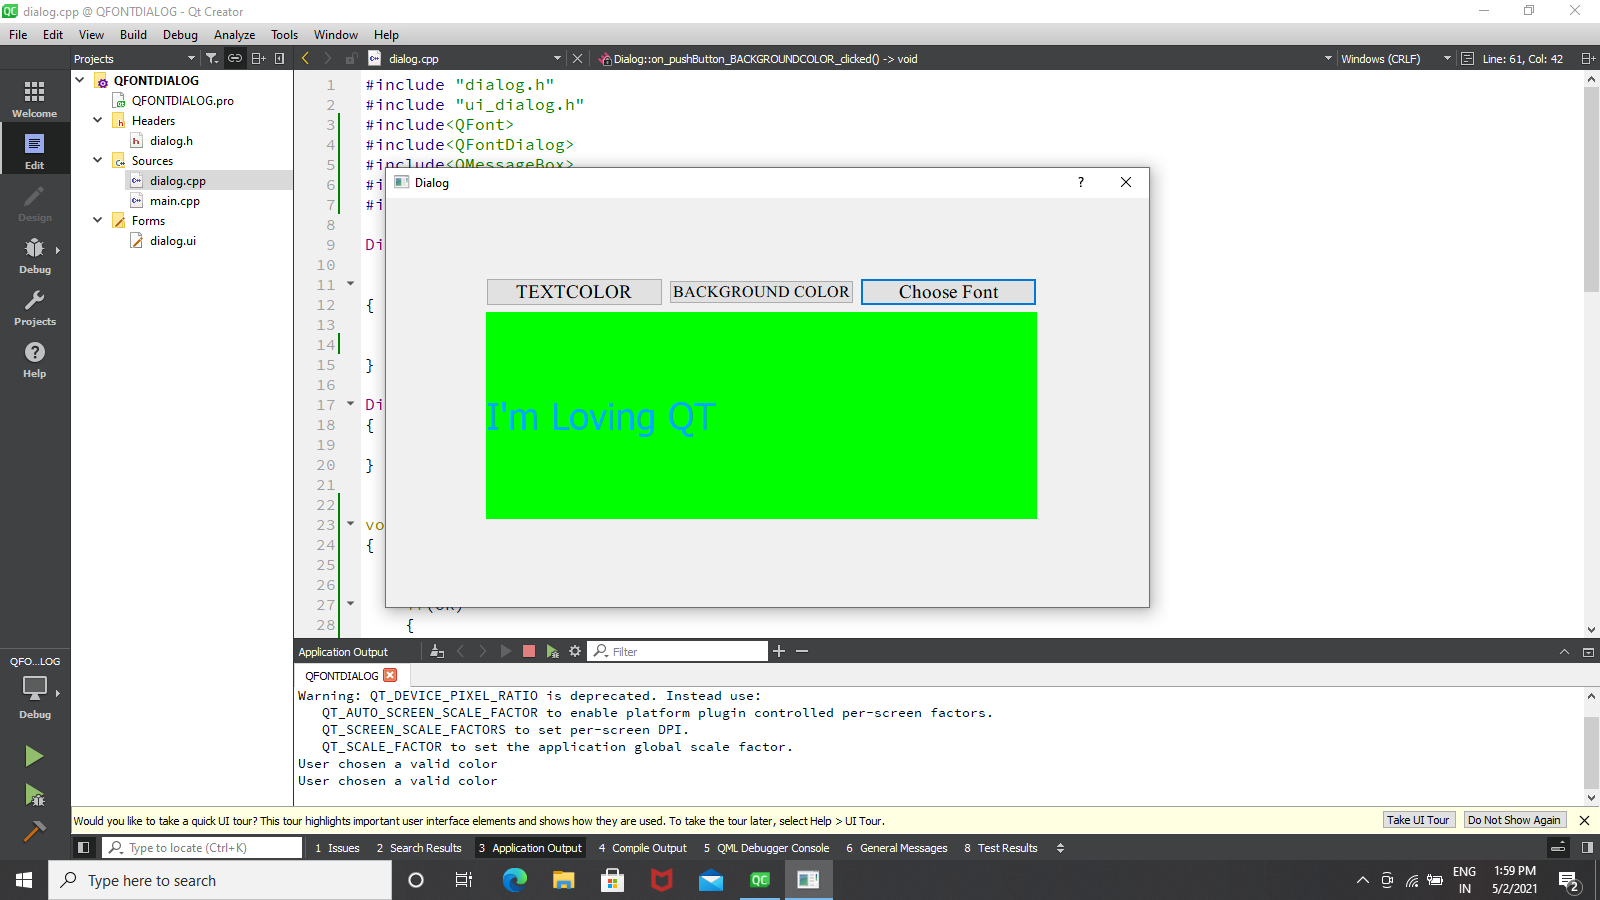 dialog.cpp @ QFONTDIALOG - Qt Creator
File Edit View Build Debug Analyze Tools Window Help
Projects
dialog.cpp
Dialog::on_pushButton_BACKGROUNDCOLOR_clicked() -> void
Windows (CRLF)
Line: 61, Col: 42
Welcome
Edit
Design
Debug
Projects
Help
QFO...LOG
Debug
QFONTDIALOG
QFONTDIALOG.pro
Headers
dialog.h
Sources
dialog.cpp
main.cpp
Forms
dialog.ui
1 #include "dialog.h"
2 #include "ui_dialog.h"
3 #include<QFont>
4 #include<QFontDialog>
5 #include<QMessageBox>
6 #i
7 #i
8
9 Di
10
11
12 {
13
14
15 }
16
17 Di
18 {
19
20 }
21
22
23 vo
24 {
25
26
27
28 {
Dialog
?
TEXTCOLOR
BACKGROUND COLOR
Choose Font
I'm Loving QT
Application Output
Filter
QFONTDIALOG
Warning: QT_DEVICE_PIXEL_RATIO is deprecated. Instead use:
QT_AUTO_SCREEN_SCALE_FACTOR to enable platform plugin controlled per-screen factors.
QT_SCREEN_SCALE_FACTORS to set per-screen DPI.
QT_SCALE_FACTOR to set the application global scale factor.
User chosen a valid color
User chosen a valid color
Would you like to take a quick UI tour? This tour highlights important user interface elements and shows how they are used. To take the tour later, select Help > UI Tour.
Take UI Tour
Do Not Show Again
Type to locate (Ctrl+K)
1 Issues
2 Search Results
3 Application Output
4 Compile Output
5 QML Debugger Console
6 General Messages
8 Test Results
Type here to search
ENG
IN
1:59 PM
5/2/2021
2